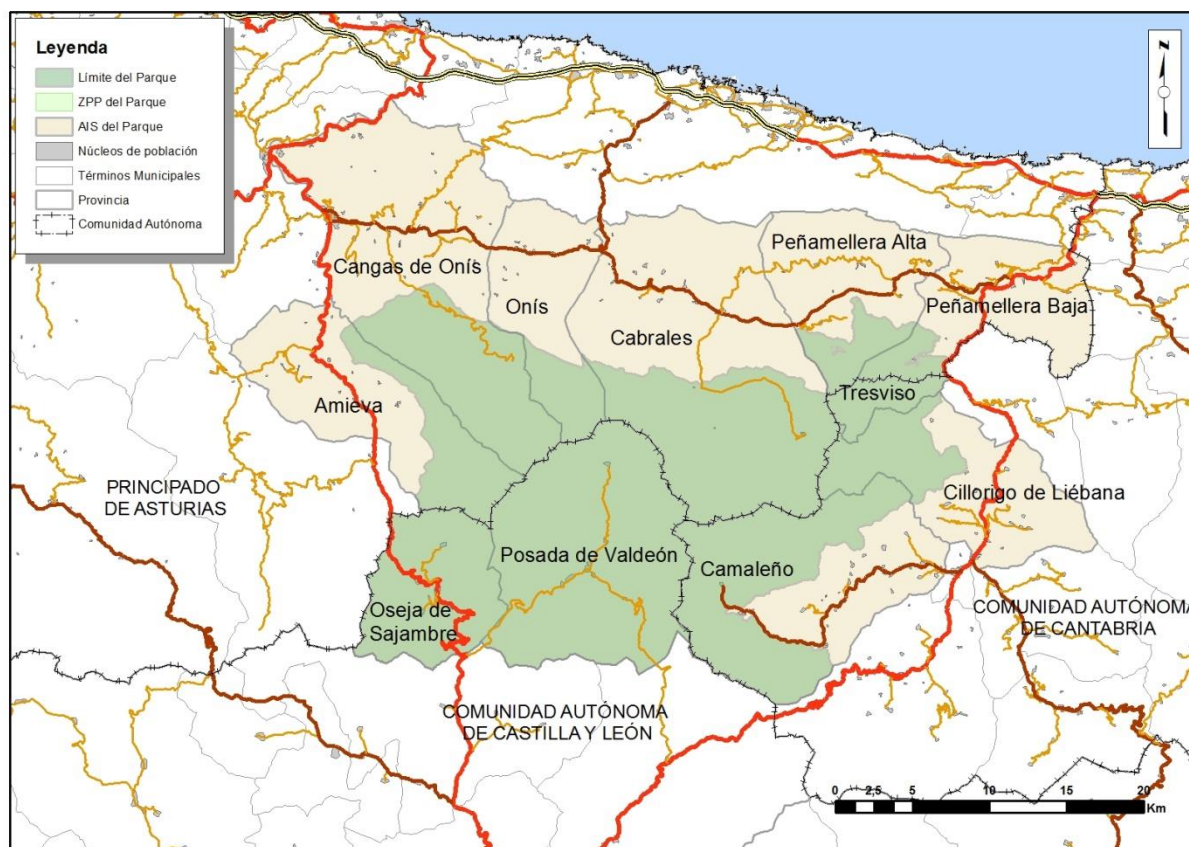 Leyenda
Límite del Parque
ZPP del Parque
AIS del Parque
Núcleos de población
Términos Municipales
Provincia
Comunidad Autónoma
N
Peñamellera Alta
Cangas de Onís
Onís
Peñamellera Baja
Cabrales
Tresviso
Amieva
PRINCIPADO
DE ASTURIAS
Cillorigo de Liébana
Posada de Valdeón
Camaleño
Oseja de
Sajambre
COMUNIDAD AUTÓNOMA
DE CANTABRIA
COMUNIDAD AUTÓNOMA
DE CASTILLA Y LEÓN
0 2,5 5 10 15 20
Km